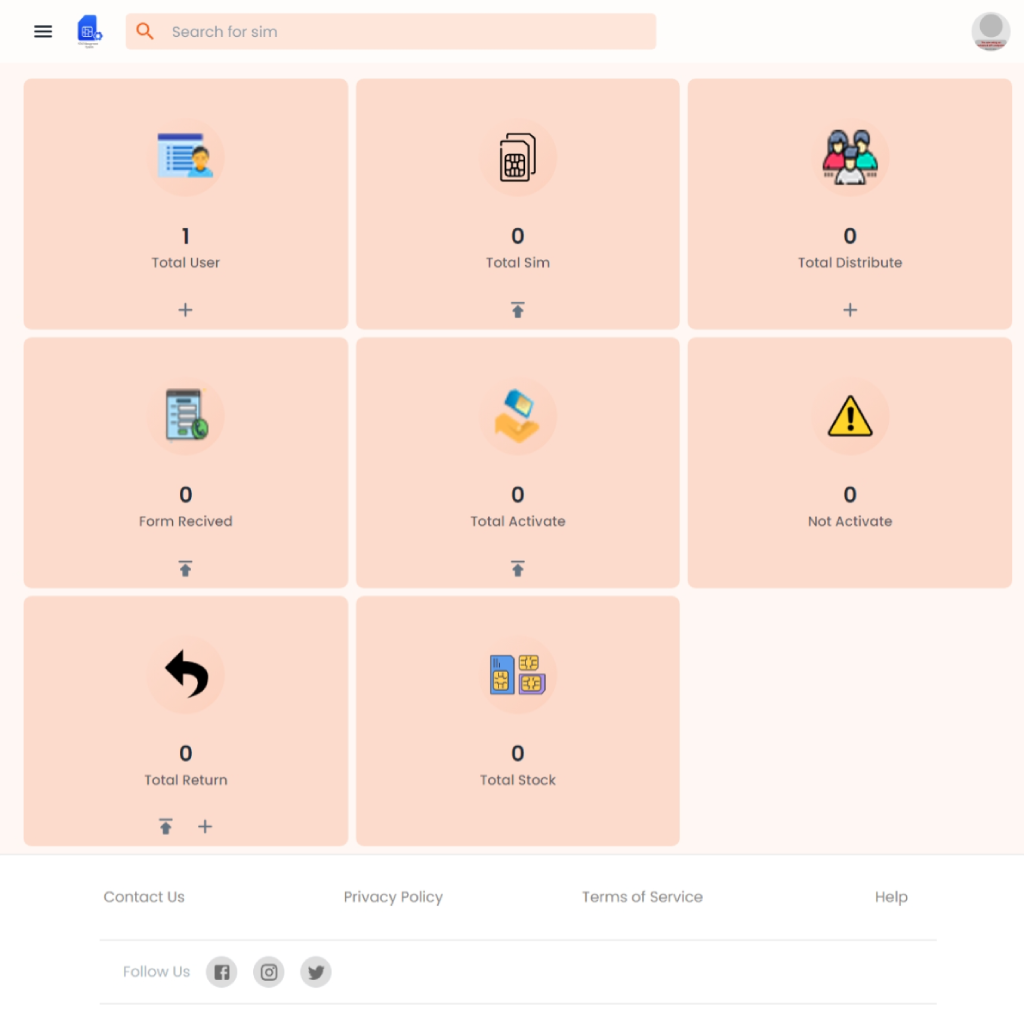 Search for sim
1
Total User
0
Total Sim
0
Total Distribute
0
Form Recived
0
Total Activate
0
Not Activate
0
Total Return
0
Total Stock
Contact Us
Privacy Policy
Terms of Service
Help
Follow Us